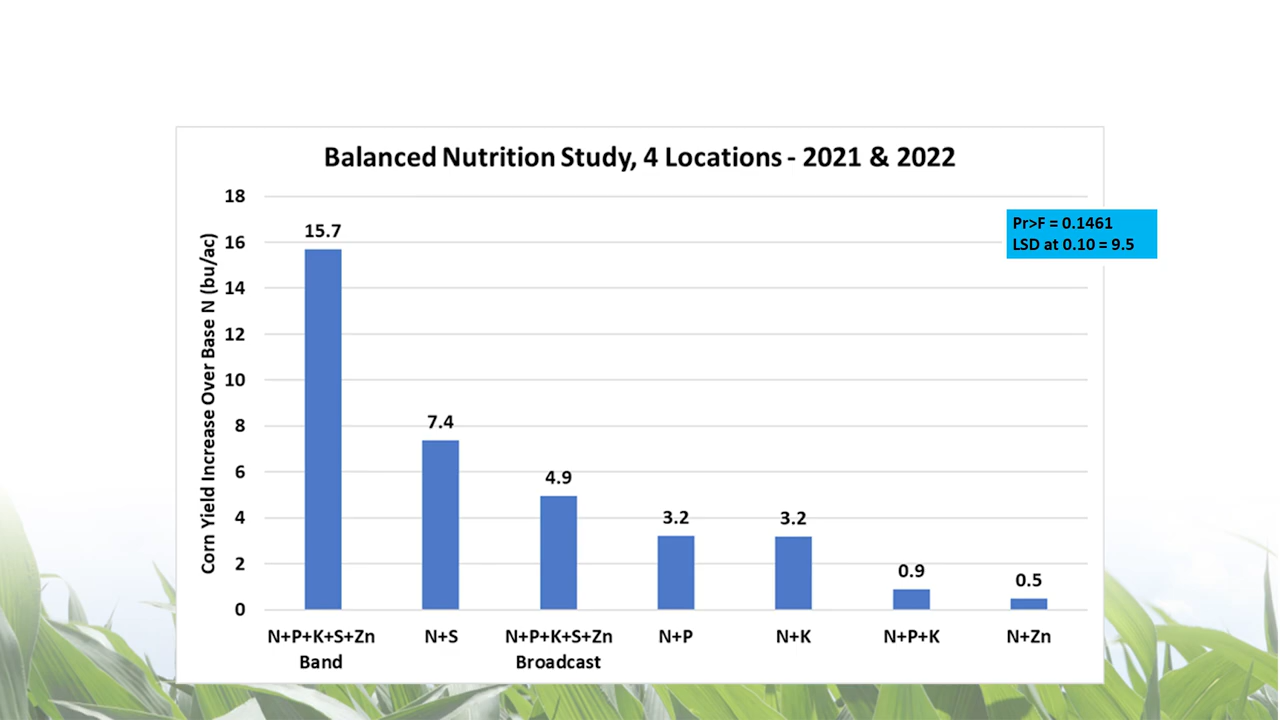 Balanced Nutrition Study, 4 Locations - 2021 & 2022
Pr>F = 0.1461
LSD at 0.10 = 9.5
Corn Yield Increase Over Base N (bu/ac)
18
16
14
12
10
8
6
4
2
0
15.7
7.4
4.9
3.2
3.2
0.9
0.5
N+P+K+S+Zn Band
N+S
N+P+K+S+Zn Broadcast
N+P
N+K
N+P+K
N+Zn